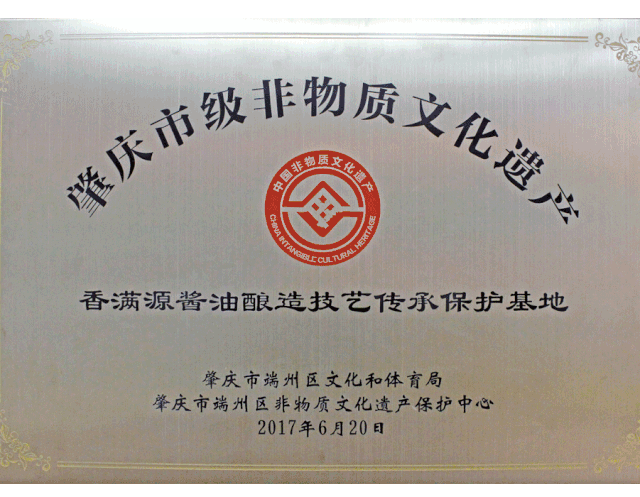 肇庆市级非物质文化遗产
中国非物质文化遗产
CHINA INTANGIBLE CULTURAL HERITAGE
香满源酱油酿造技艺传承保护基地
肇庆市端州区文化和体育局
肇庆市端州区非物质文化遗产保护中心
2017年6月20日